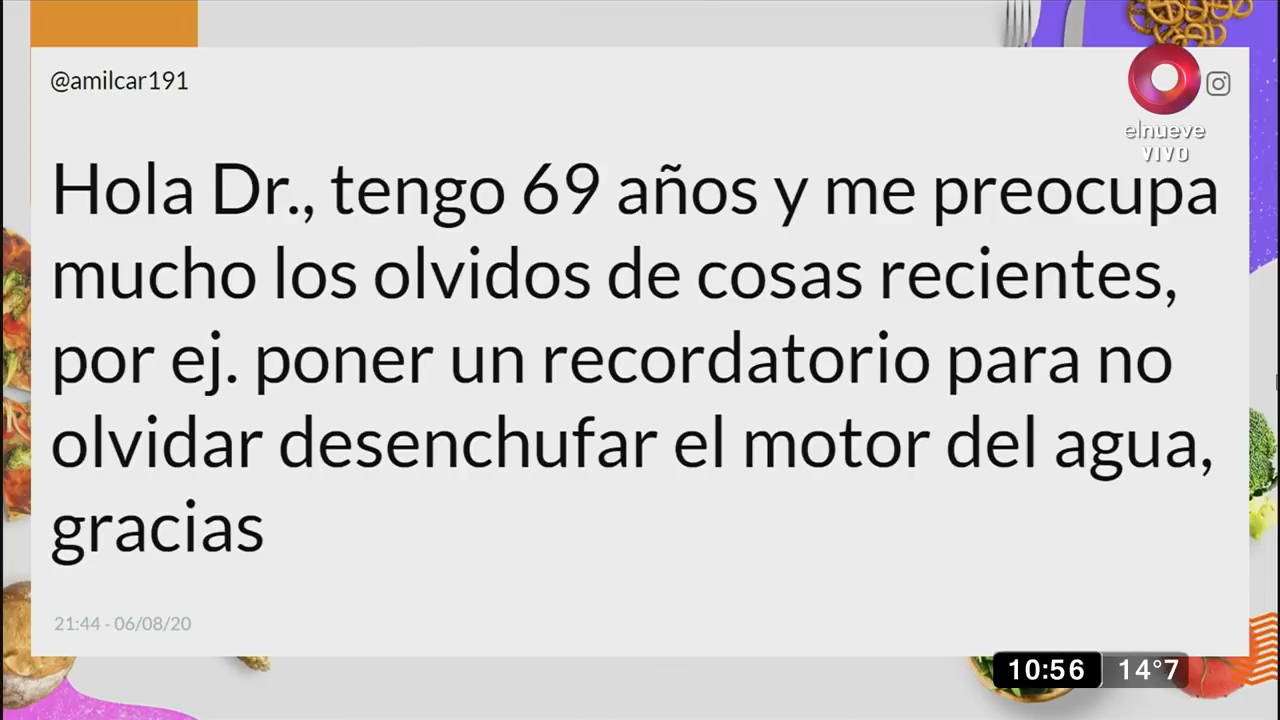 @amilcar191
elnueve
VIVO
Hola Dr., tengo 69 años y me preocupa
mucho los olvidos de cosas recientes,
por ej. poner un recordatorio para no
olvidar desenchufar el motor del agua,
gracias
21:44 - 06/08/20
10:56 14°7